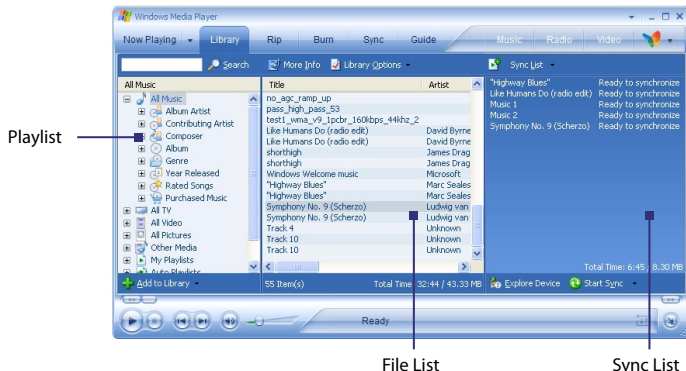 Windows Media Player
Now Playing Library Rip Burn Sync Guide Music Radio Video
Search More Info Library Options Sync List
All Music
All Music
Album Artist
Contributing Artist
Composer
Album
Genre
Year Released
Rated Songs
Purchased Music
All TV
All Video
All Pictures
Other Media
My Playlists
Auto Playlists
Add to Library
Title Artist
no_agc_ramp_up
pass_high_pass_53
test1_wma_v9_1pcbr_160kbps_44khz_2
Like Humans Do (radio edit) David Byrne
Like Humans Do (radio edit) David Byrne
shorthigh James Drag
shorthigh James Drag
Windows Welcome music Microsoft
"Highway Blues" Marc Seales
"Highway Blues" Marc Seales
Symphony No. 9 (Scherzo) Ludwig van
Symphony No. 9 (Scherzo) Ludwig van
Track 4 Unknown
Track 10 Unknown
Track 10 Unknown
55 Item(s) Total Time: 32:44 / 43.33 MB
"Highway Blues" Ready to synchronize
Like Humans Do (radio edit) Ready to synchronize
Music 1 Ready to synchronize
Music 2 Ready to synchronize
Symphony No. 9 (Scherzo) Ready to synchronize
Total Time: 6:45 / 8.30 MB
Explore Device Start Sync
Ready
Playlist
File List
Sync List